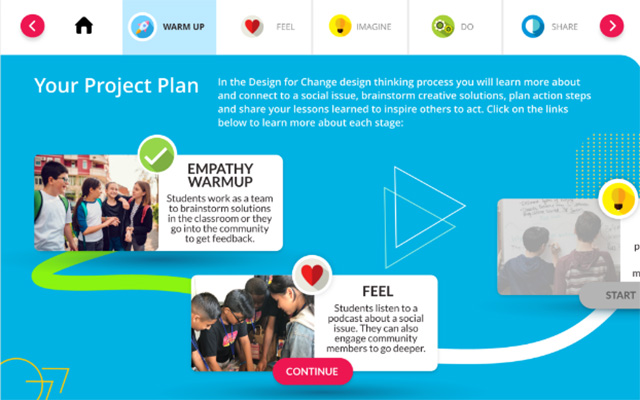 WARM UP
FEEL
IMAGINE
DO
SHARE
Your Project Plan
In the Design for Change design thinking process you will learn more about
and connect to a social issue, brainstorm creative solutions, plan action steps
and share your lessons learned to inspire others to act. Click on the links
below to learn more about each stage:
EMPATHY
WARMUP
Students work as a team
to brainstorm solutions
in the classroom or they
go into the community
to get feedback.
FEEL
Students listen to a
podcast about a social
issue. They can also
engage community
members to go deeper.
CONTINUE
START